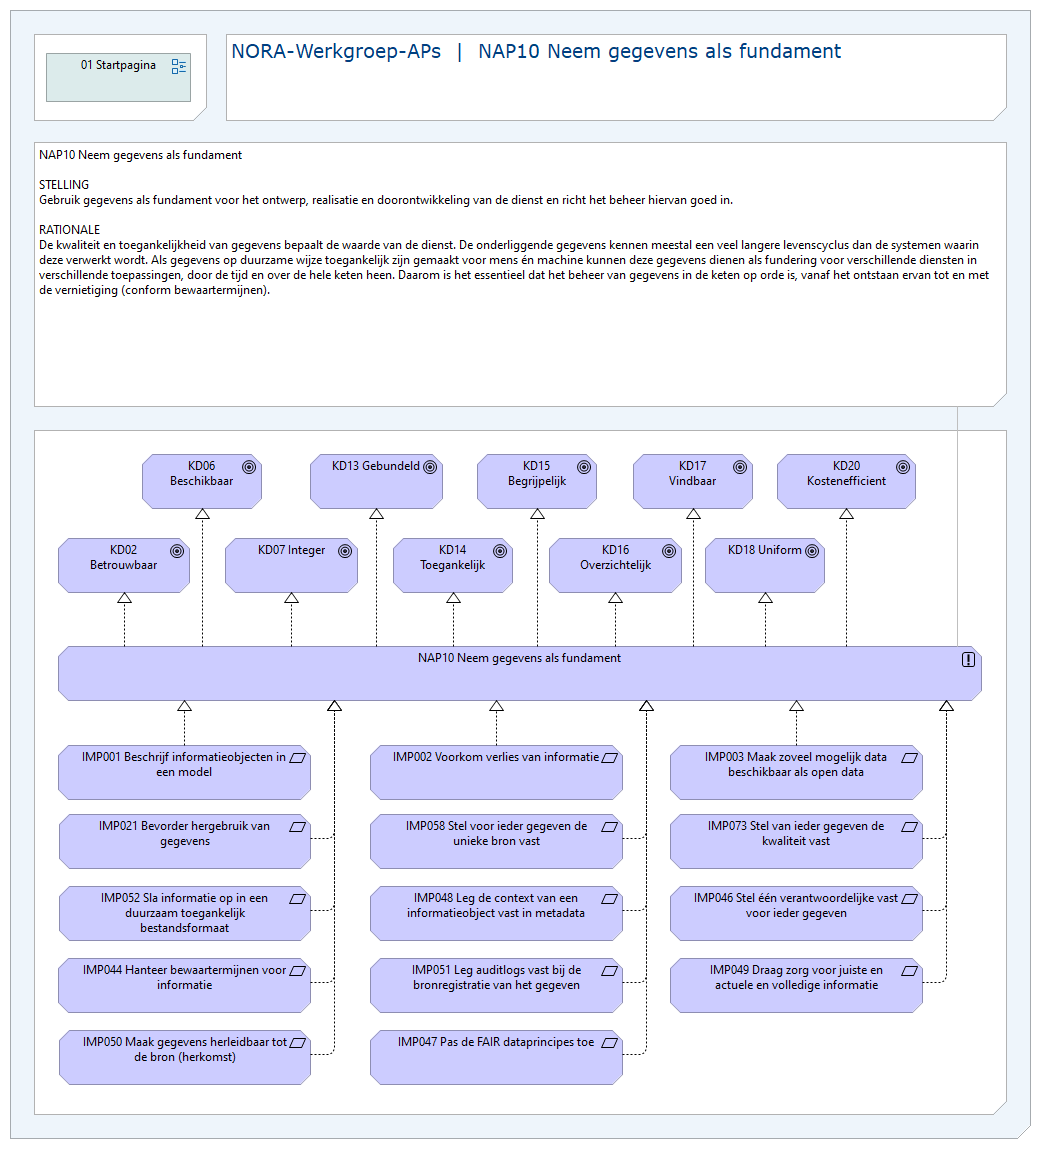 01 Startpagina
NORA-Werkgroep-APs | NAP10 Neem gegevens als fundament
NAP10 Neem gegevens als fundament
STELLING
Gebruik gegevens als fundament voor het ontwerp, realisatie en doorontwikkeling van de dienst en richt het beheer hiervan goed in.
RATIONALE
De kwaliteit en toegankelijkheid van gegevens bepaalt de waarde van de dienst. De onderliggende gegevens kennen meestal een veel langere levenscyclus dan de systemen waarin
deze verwerkt wordt. Als gegevens op duurzame wijze toegankelijk zijn gemaakt voor mens én machine kunnen deze gegevens dienen als fundering voor verschillende diensten in
verschillende toepassingen, door de tijd en over de hele keten heen. Daarom is het essentieel dat het beheer van gegevens in de keten op orde is, vanaf het ontstaan ervan tot en met
de vernietiging (conform bewaartermijnen).
KD06
Beschikbaar
KD13 Gebundeld
KD15
Begrijpelijk
KD17
Vindbaar
KD20
Kostenefficient
KD02
Betrouwbaar
KD07 Integer
KD14
Toegankelijk
KD16
Overzichtelijk
KD18 Uniform
NAP10 Neem gegevens als fundament
IMP001 Beschrijf informatieobjecten in
een model
IMP002 Voorkom verlies van informatie
IMP003 Maak zoveel mogelijk data
beschikbaar als open data
IMP021 Bevorder hergebruik van
gegevens
IMP058 Stel voor ieder gegeven de
unieke bron vast
IMP073 Stel van ieder gegeven de
kwaliteit vast
IMP052 Sla informatie op in een
duurzaam toegankelijk
bestandsformaat
IMP048 Leg de context van een
informatieobject vast in metadata
IMP046 Stel één verantwoordelijke vast
voor ieder gegeven
IMP044 Hanteer bewaartermijnen voor
informatie
IMP051 Leg auditlogs vast bij de
bronregistratie van het gegeven
IMP049 Draag zorg voor juiste en
actuele en volledige informatie
IMP050 Maak gegevens herleidbaar tot
de bron (herkomst)
IMP047 Pas de FAIR dataprincipes toe